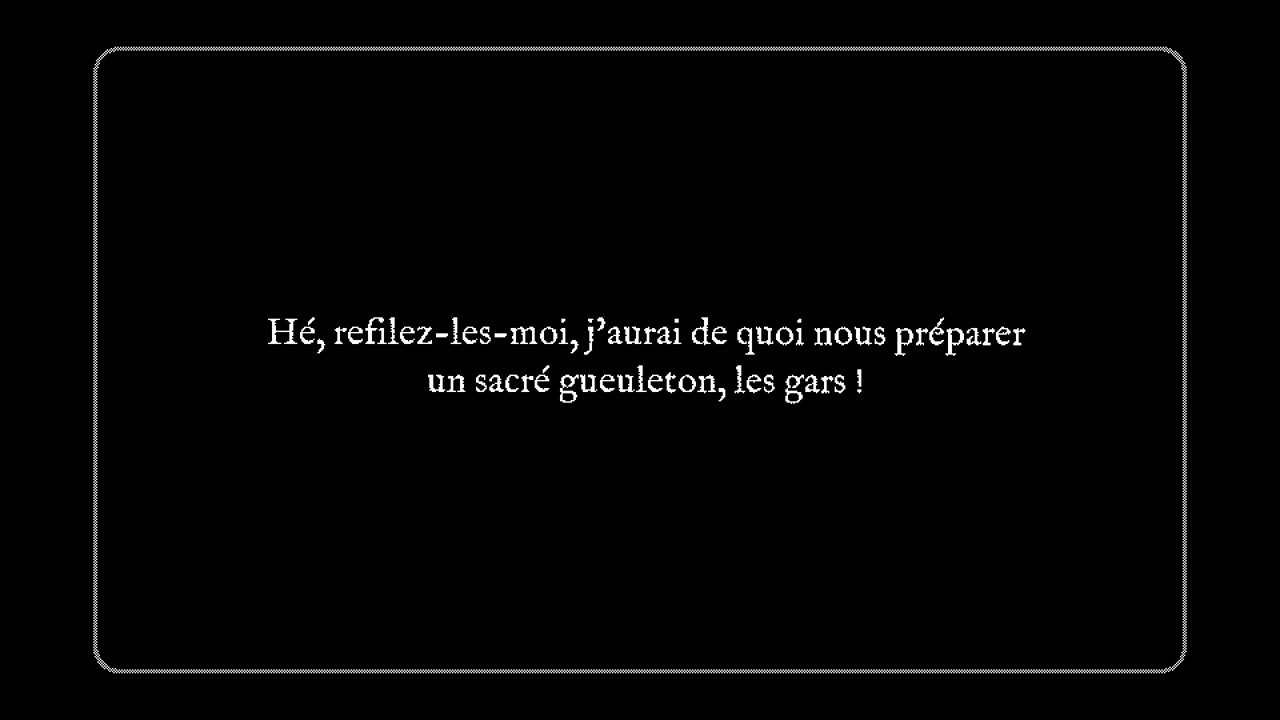 Hé, refilez-les-moi, j’aurai de quoi nous préparer
un sacré gueuleton, les gars !